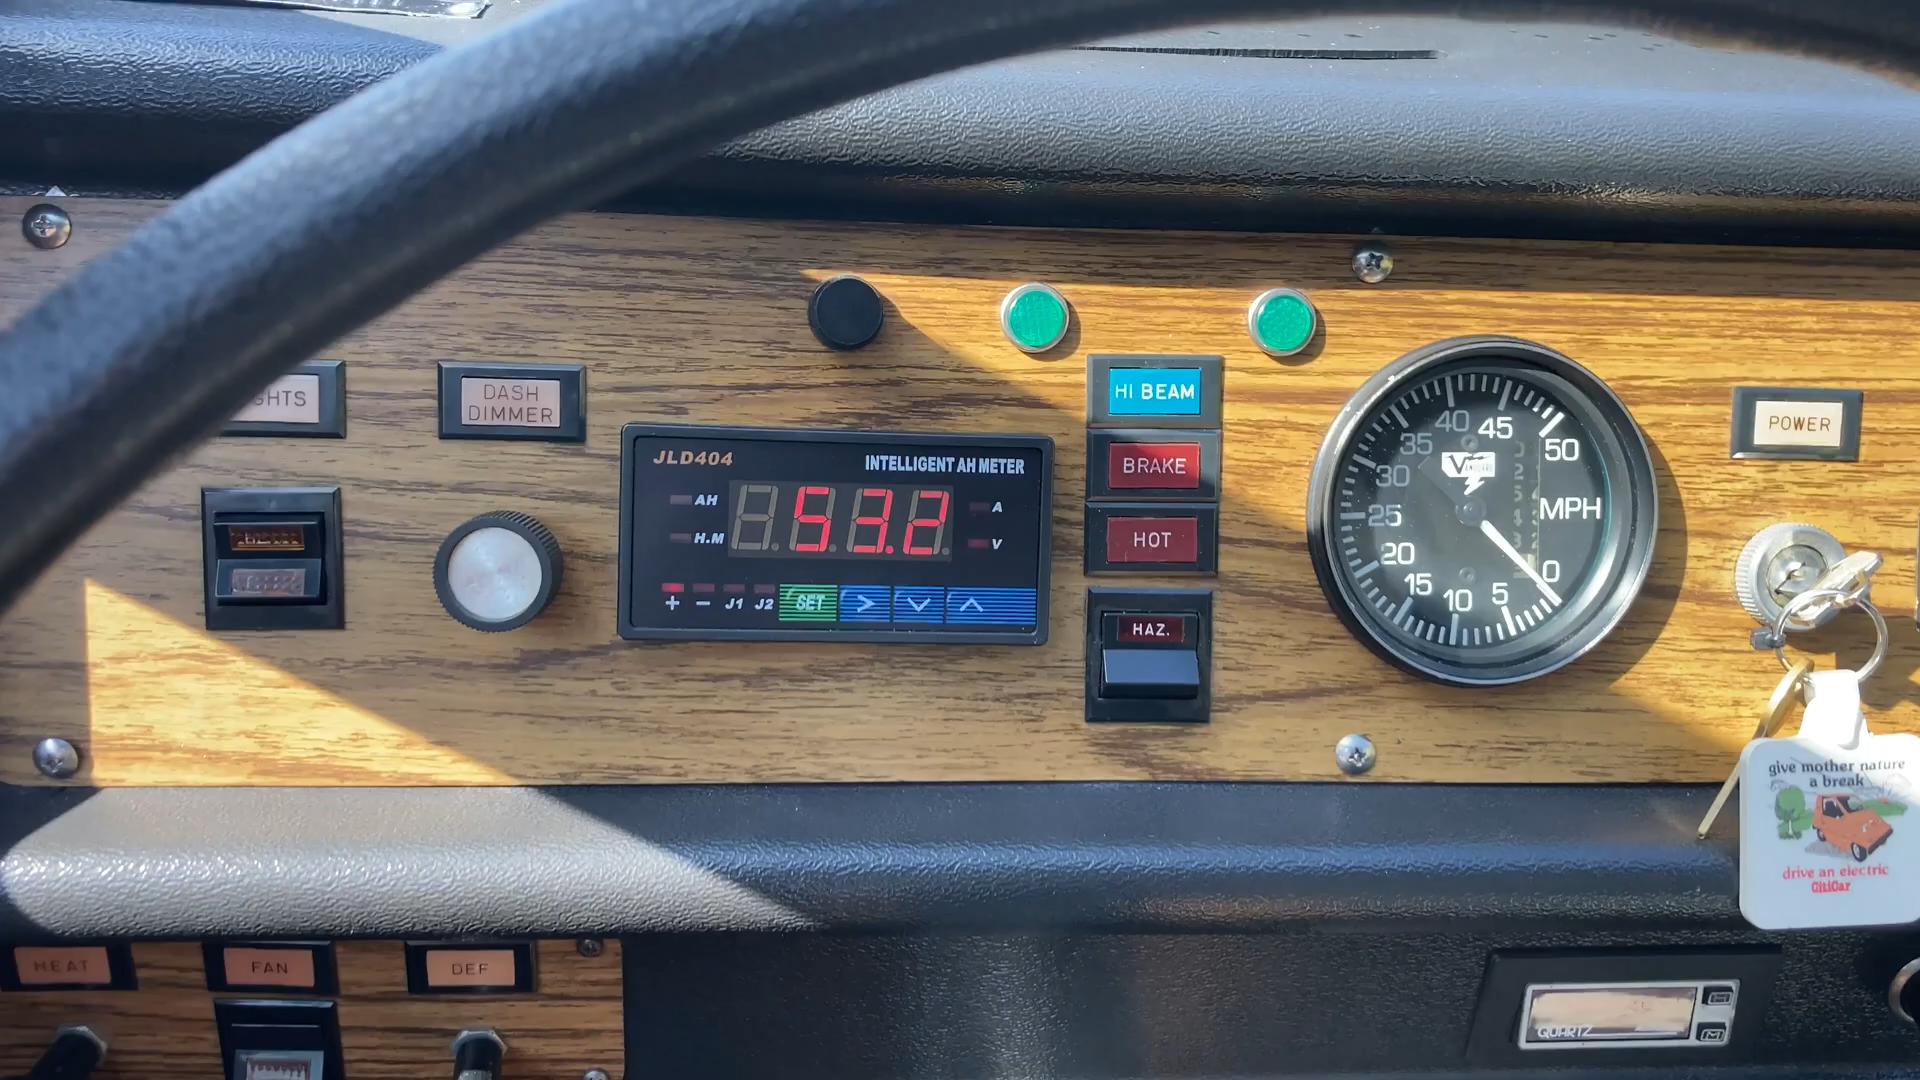 GHTS
DASH
DIMMER
JLD404
INTELLIGENT AH METER
AH
H.M
53.2
A
V
+ − J1 J2 SET > ∨ ∧
HI BEAM
BRAKE
HOT
HAZ.
50
45
40
35
30
25
20
15
10
5
0
MPH
POWER
give mother nature
a break
drive an electric
CitiCar
HEAT
FAN
DEF
QUARTZ